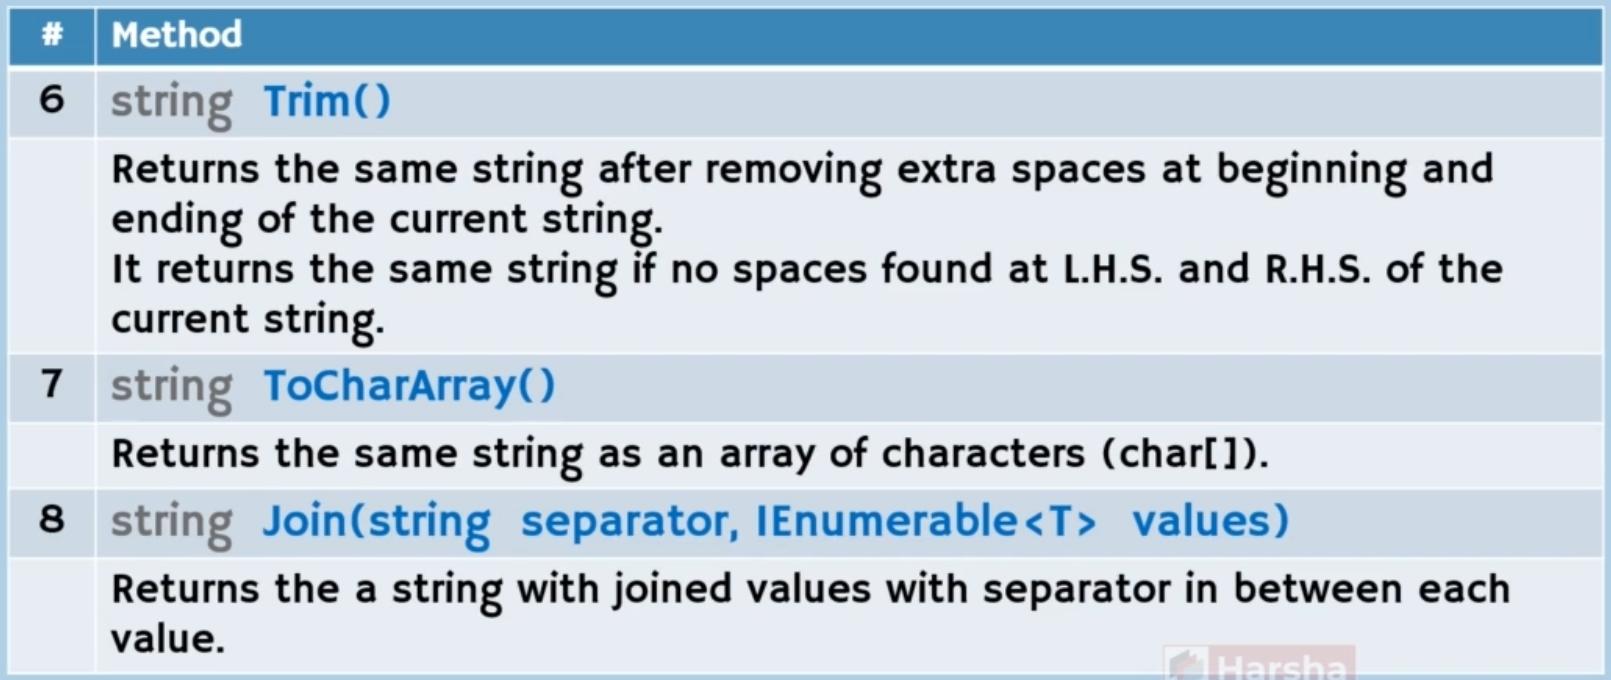 # Method
6 string Trim()
Returns the same string after removing extra spaces at beginning and
ending of the current string.
It returns the same string if no spaces found at L.H.S. and R.H.S. of the
current string.
7 string ToCharArray()
Returns the same string as an array of characters (char[]).
8 string Join(string separator, IEnumerable<T> values)
Returns the a string with joined values with separator in between each
value.
Harsha